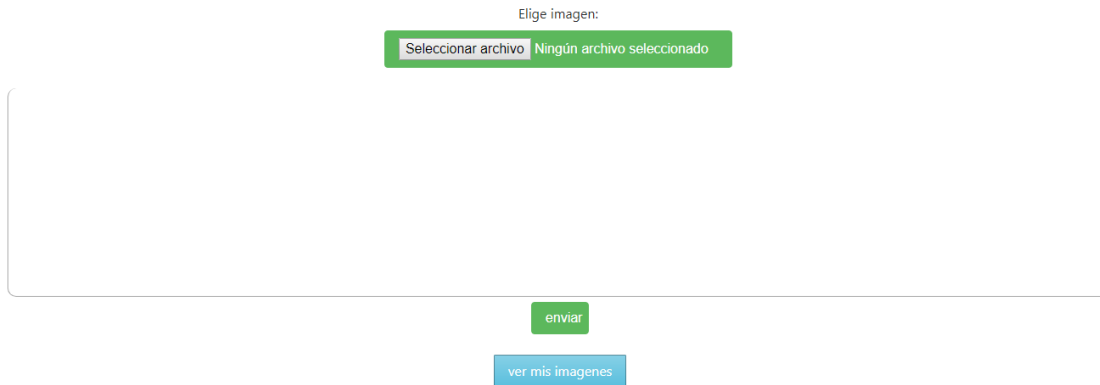 Elige imagen:
Seleccionar archivo Ningún archivo seleccionado
enviar
ver mis imagenes